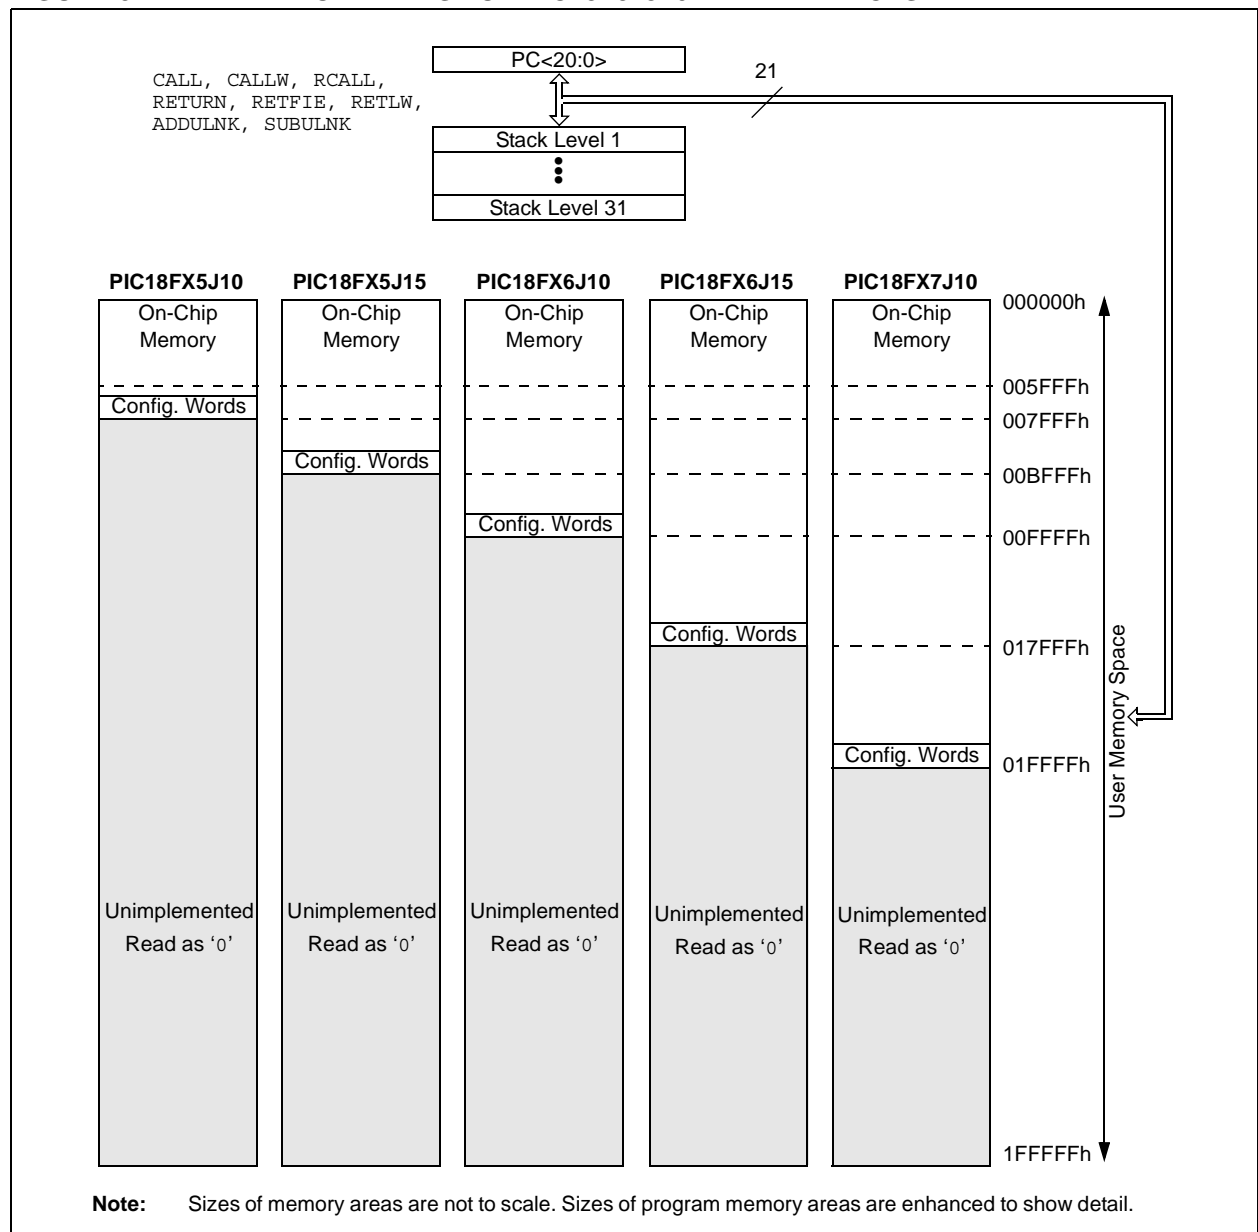 PC<20:0>
21
CALL, CALLW, RCALL,
RETURN, RETFIE, RETLW,
ADDULNK, SUBULNK
Stack Level 1
Stack Level 31
PIC18FX5J10 PIC18FX5J15 PIC18FX6J10 PIC18FX6J15 PIC18FX7J10
On-Chip On-Chip On-Chip On-Chip On-Chip 000000h
Memory Memory Memory Memory Memory
005FFFh
Config. Words
007FFFh
Config. Words
00BFFFh
Config. Words
00FFFFh
Config. Words
017FFFh
User Memory Space
Config. Words
01FFFFh
Unimplemented Unimplemented Unimplemented Unimplemented Unimplemented
Read as ‘0’ Read as ‘0’ Read as ‘0’ Read as ‘0’ Read as ‘0’
1FFFFFh
Note: Sizes of memory areas are not to scale. Sizes of program memory areas are enhanced to show detail.